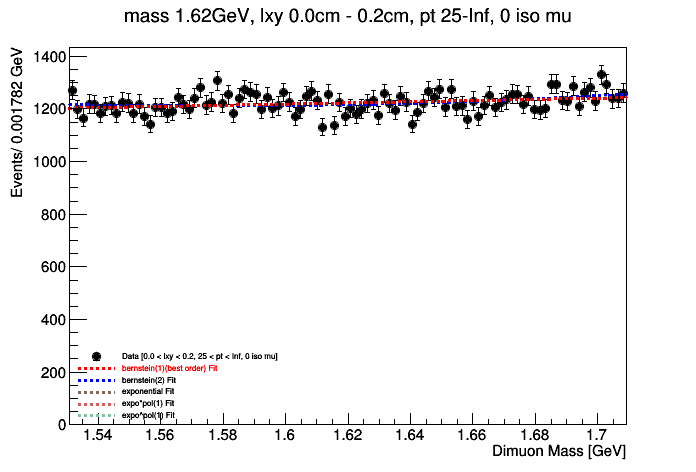 mass 1.62GeV, lxy 0.0cm - 0.2cm, pt 25-Inf, 0 iso mu
Events/ 0.001782 GeV
1400
1200
1000
800
600
400
200
0
Data [0.0 < lxy < 0.2, 25 < pt < Inf, 0 iso mu]
bernstein(1)(best order) Fit
bernstein(2) Fit
exponential Fit
expo*pol(1) Fit
expo^pol(1) Fit
1.54 1.56 1.58 1.6 1.62 1.64 1.66 1.68 1.7
Dimuon Mass [GeV]